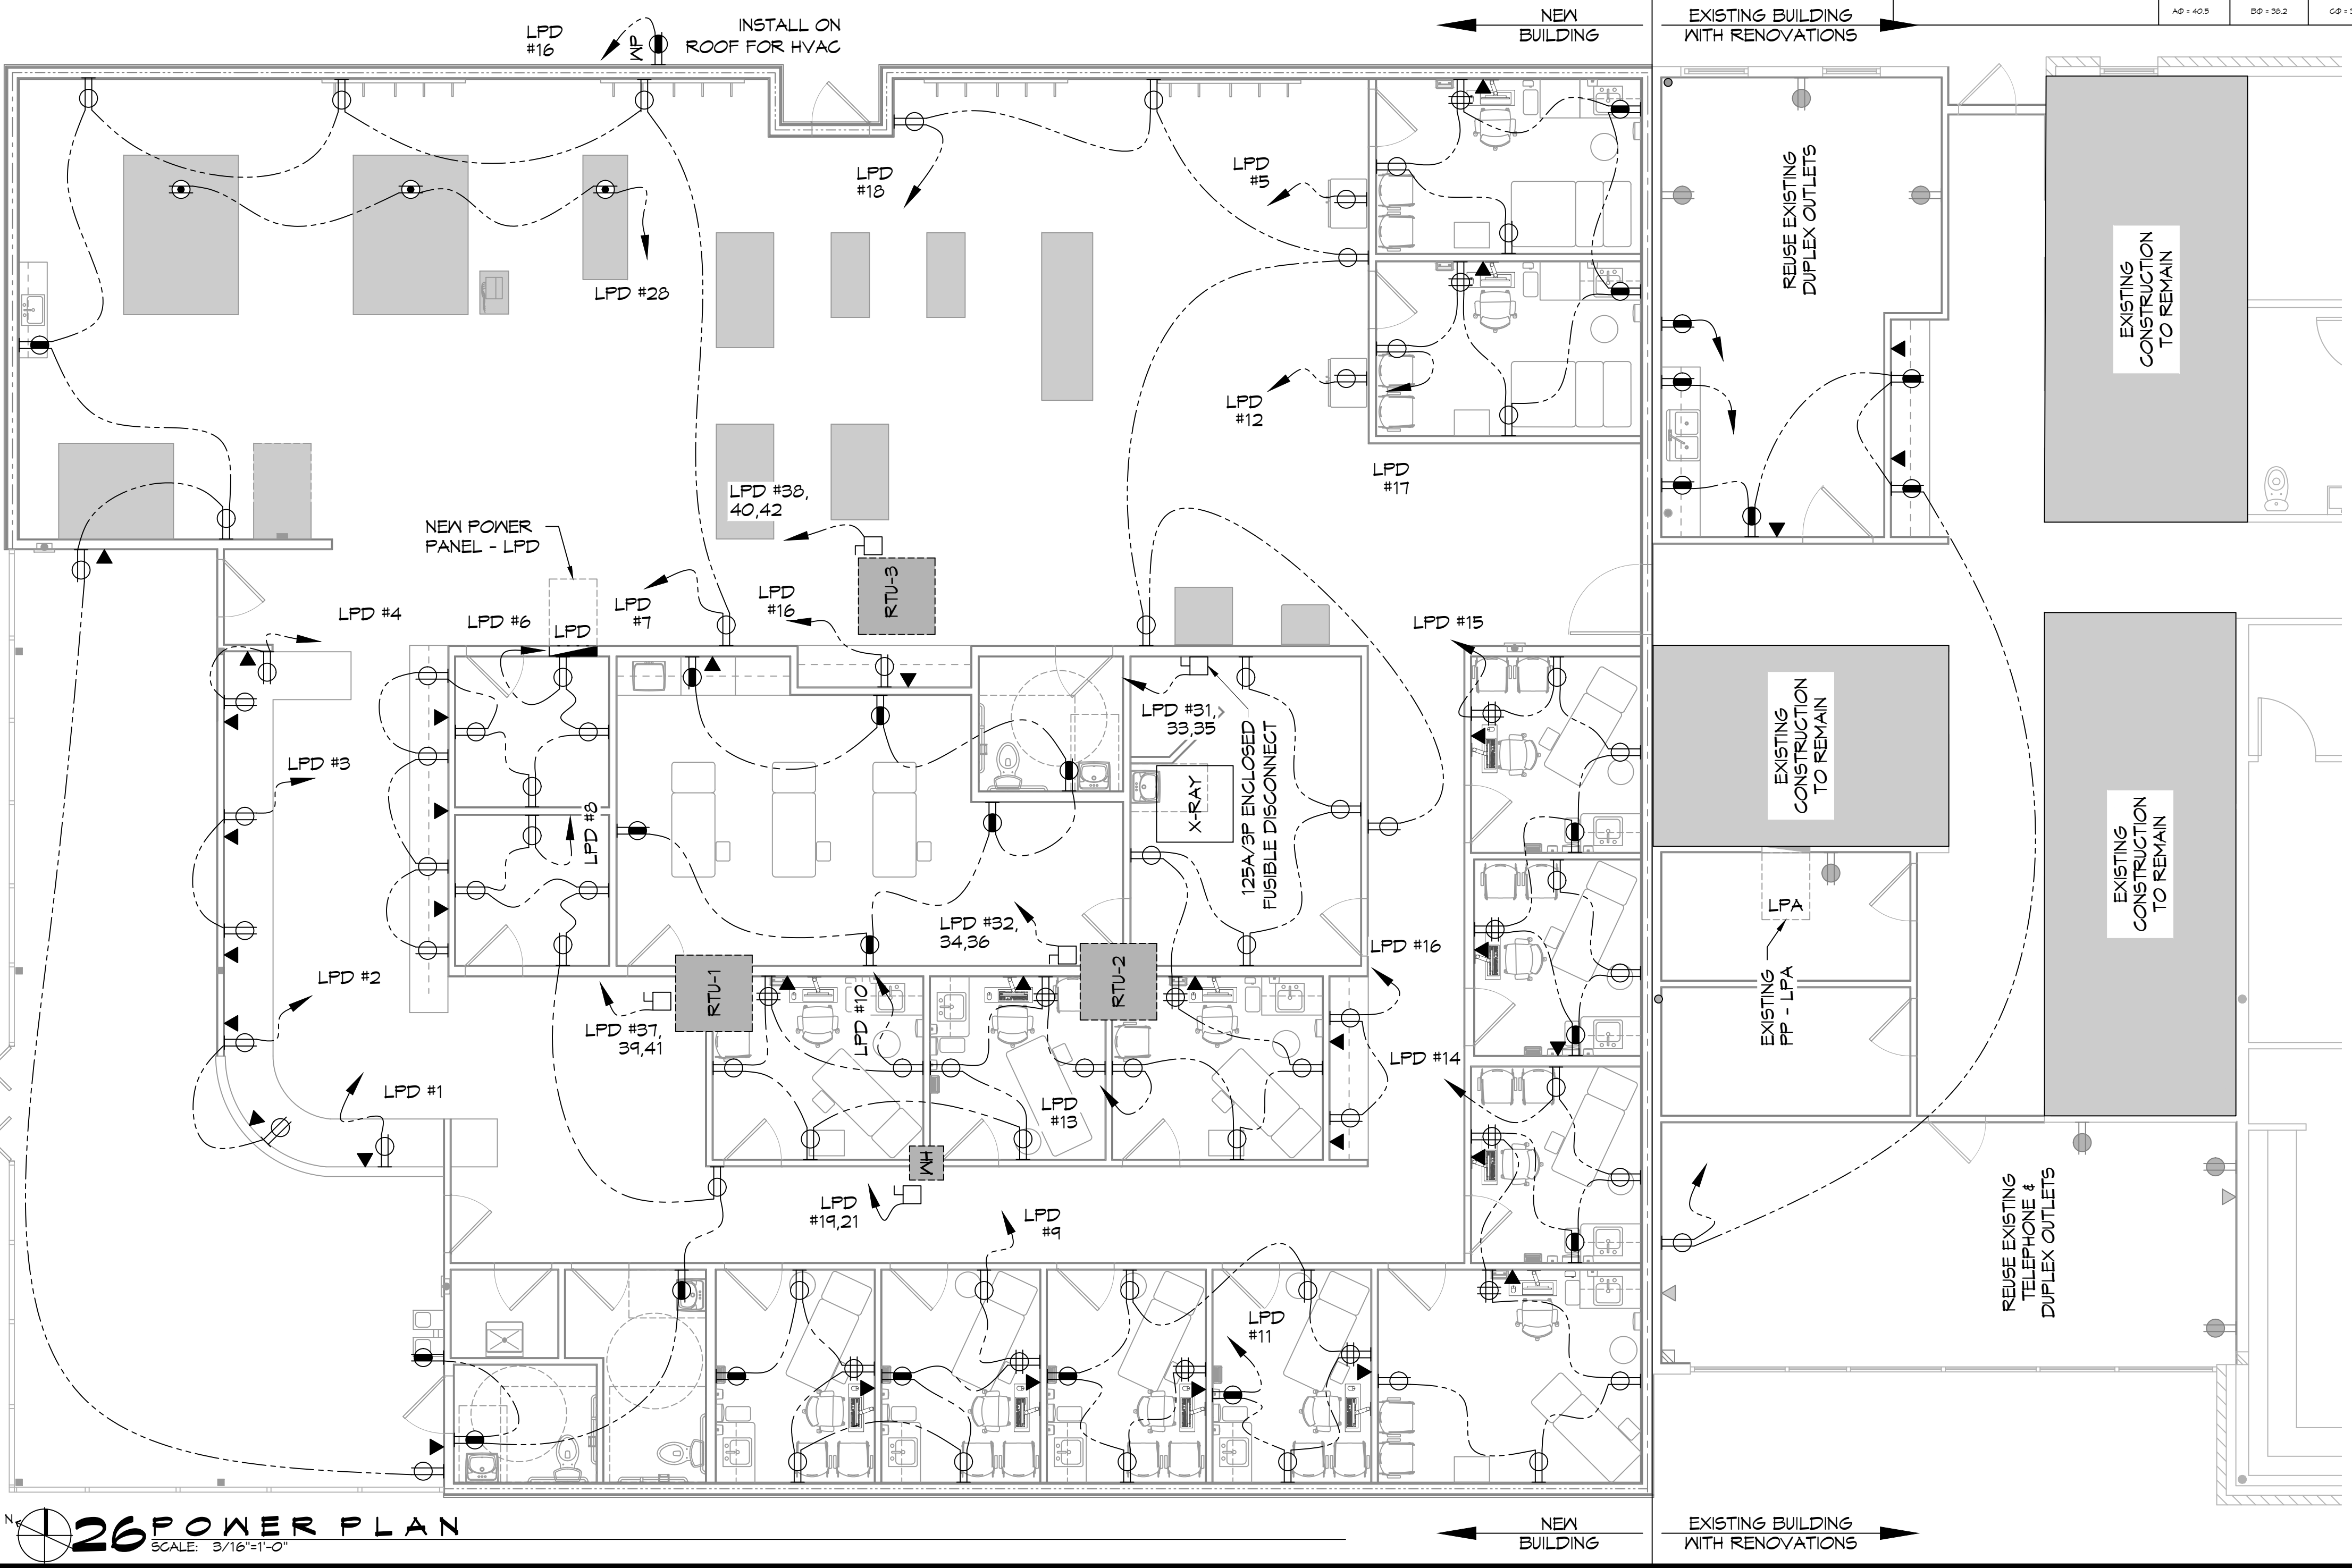 INSTALL ON
ROOF FOR HVAC
LPD
#16
WP
NEW
BUILDING
EXISTING BUILDING
WITH RENOVATIONS
AΦ = 40.5
BΦ = 38.2
LPD
#18
LPD
#5
REUSE EXISTING
DUPLEX OUTLETS
EXISTING
CONSTRUCTION
TO REMAIN
LPD #28
LPD
#12
LPD
#17
LPD #38,
40,42
NEW POWER
PANEL - LPD
LPD #4
LPD #6
LPD
LPD
#7
LPD
#16
RTU-3
LPD #15
LPD #31,
33,35
125A/3P ENCLOSED
FUSIBLE DISCONNECT
X-RAY
EXISTING
CONSTRUCTION
TO REMAIN
LPD #3
LPD #8
EXISTING
CONSTRUCTION
TO REMAIN
LPA
EXISTING
PP - LPA
LPD #32,
34,36
LPD #16
LPD #2
RTU-1
RTU-2
LPD #10
LPD #37,
39,41
LPD #14
LPD #1
LPD
#13
WH
LPD
#19,21
LPD
#9
REUSE EXISTING
TELEPHONE &
DUPLEX OUTLETS
LPD
#11
N
26 POWER PLAN
SCALE: 3/16"=1'-0"
NEW
BUILDING
EXISTING BUILDING
WITH RENOVATIONS